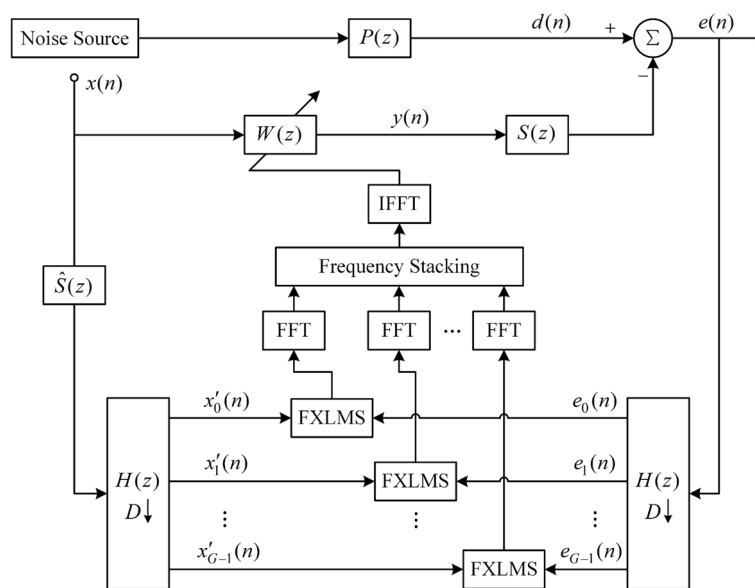 Noise Source
P(z)
d(n)
+
Σ
e(n)
x(n)
−
W(z)
y(n)
S(z)
IFFT
Frequency Stacking
Ŝ(z)
FFT
FFT
...
FFT
x′₀(n)
FXLMS
e₀(n)
x′₁(n)
FXLMS
e₁(n)
H(z)
D↓
⋮
⋮
⋮
H(z)
D↓
x′G−1(n)
FXLMS
eG−1(n)